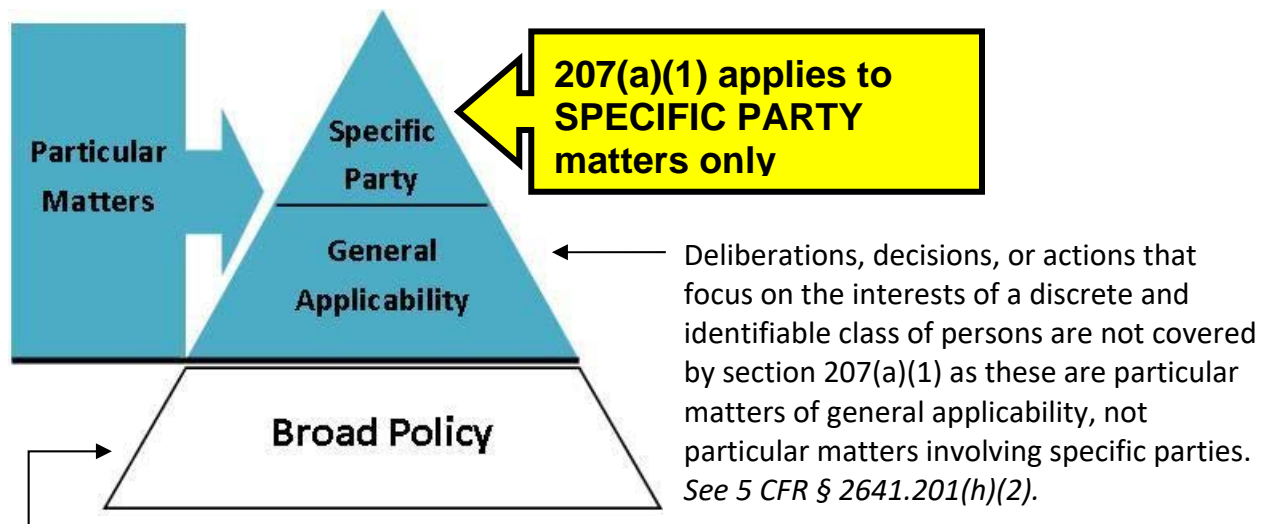 Particular
Matters
Specific
Party
General
Applicability
207(a)(1) applies to
SPECIFIC PARTY
matters only
Deliberations, decisions, or actions that
focus on the interests of a discrete and
identifiable class of persons are not covered
by section 207(a)(1) as these are particular
matters of general applicability, not
particular matters involving specific parties.
See 5 CFR § 2641.201(h)(2).
Broad Policy